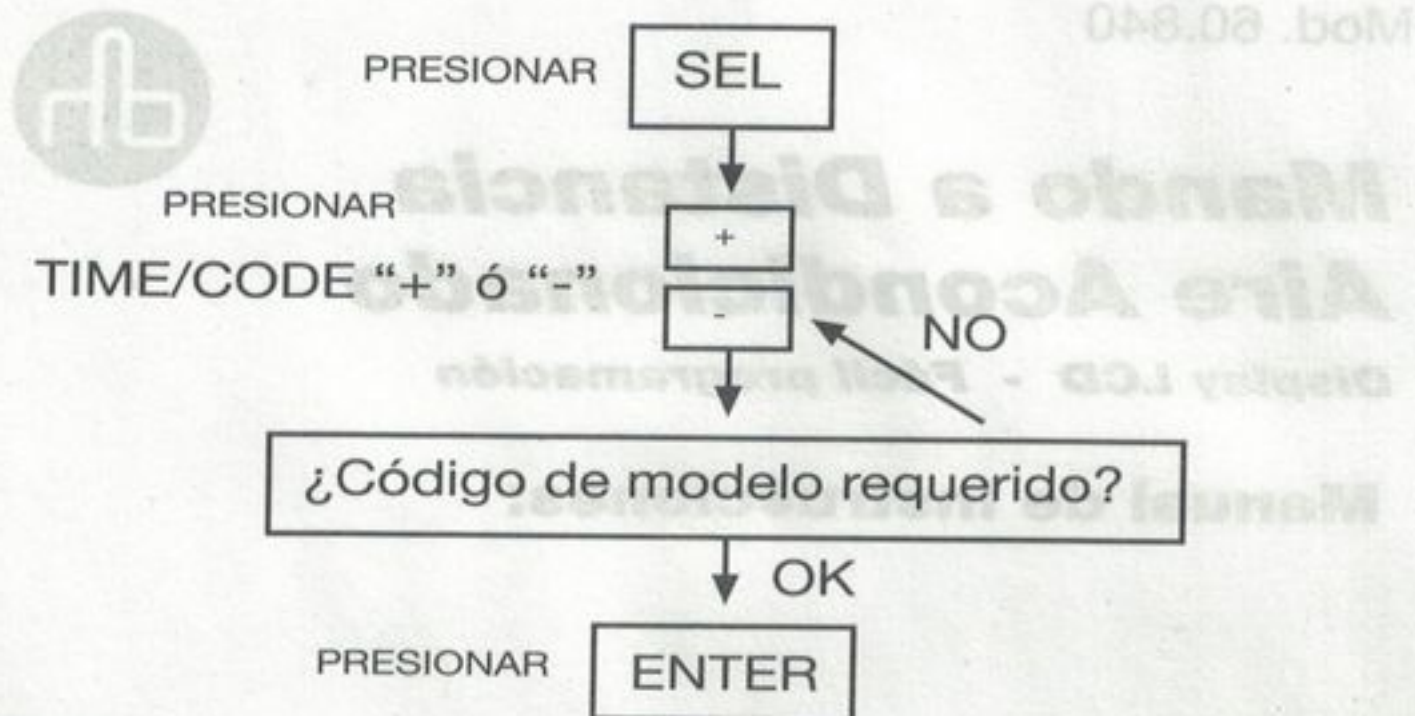 Mod. 60.840
PRESIONAR SEL
Mando a Distancia
PRESIONAR
+
TIME/CODE “+” ó “-”
Aire Acondicionado
-
NO
Display LCD - Fácil programación
¿Código de modelo requerido?
Manual de instrucciones.
OK
PRESIONAR ENTER